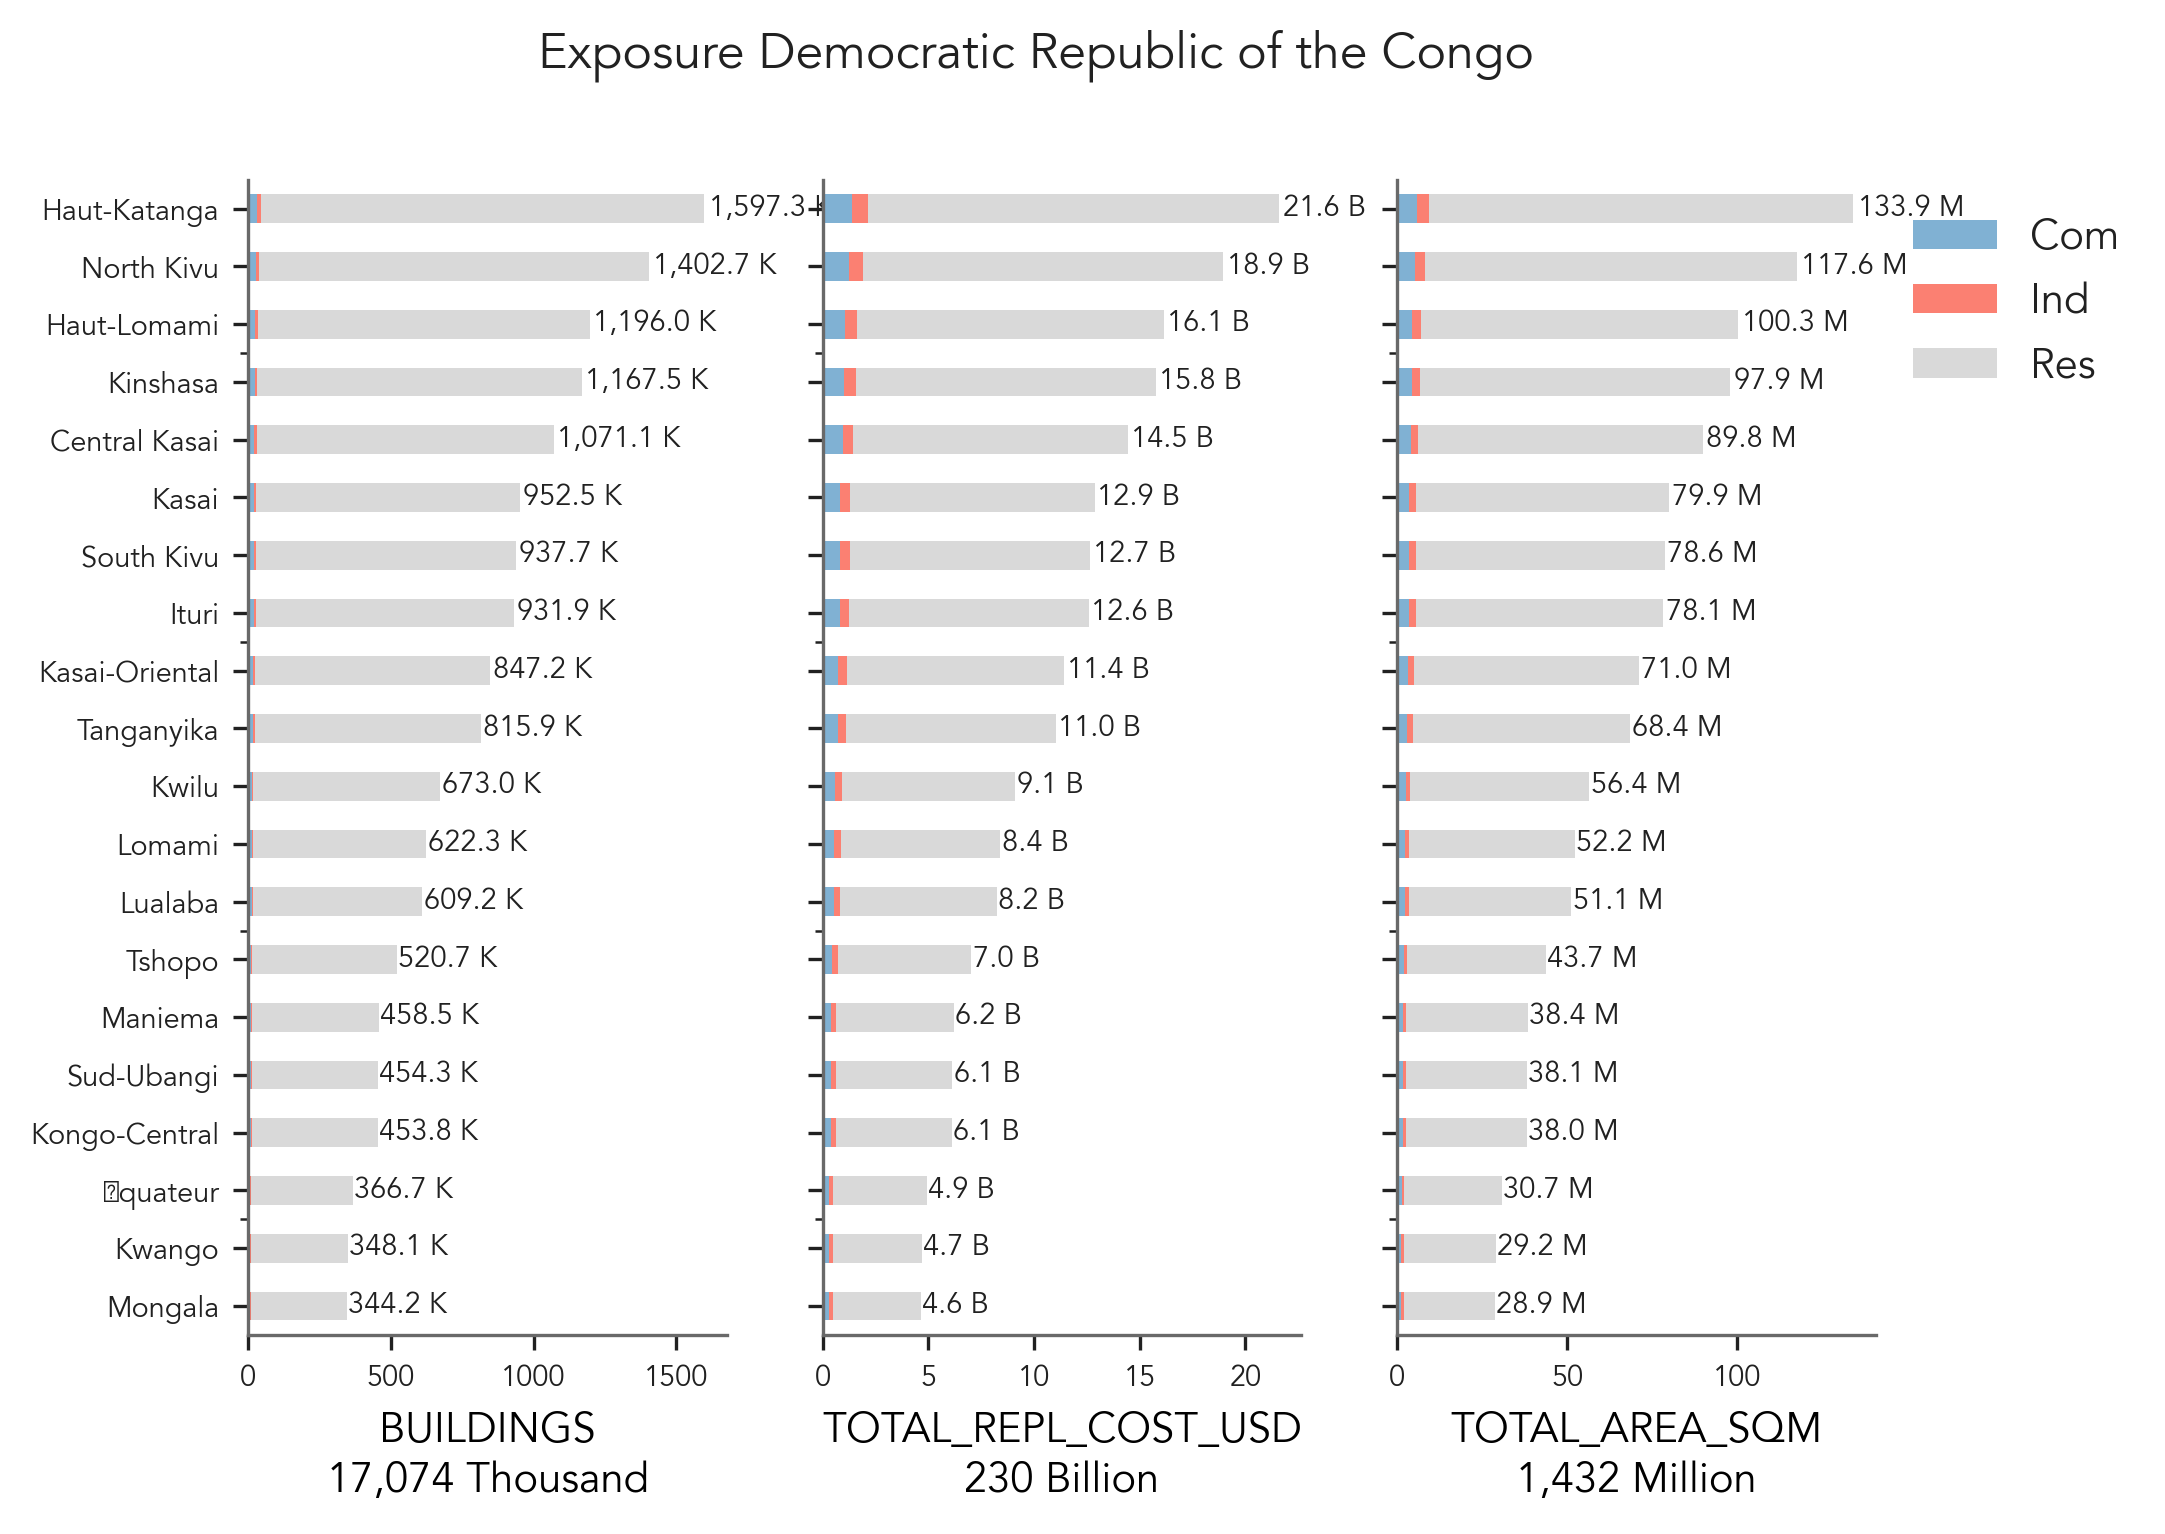 Exposure Democratic Republic of the Congo
Haut-Katanga 1,597.3 K 21.6 B 133.9 M
North Kivu 1,402.7 K 18.9 B 117.6 M
Haut-Lomami 1,196.0 K 16.1 B 100.3 M
Kinshasa 1,167.5 K 15.8 B 97.9 M
Central Kasai 1,071.1 K 14.5 B 89.8 M
Kasai 952.5 K 12.9 B 79.9 M
South Kivu 937.7 K 12.7 B 78.6 M
Ituri 931.9 K 12.6 B 78.1 M
Kasai-Oriental 847.2 K 11.4 B 71.0 M
Tanganyika 815.9 K 11.0 B 68.4 M
Kwilu 673.0 K 9.1 B 56.4 M
Lomami 622.3 K 8.4 B 52.2 M
Lualaba 609.2 K 8.2 B 51.1 M
Tshopo 520.7 K 7.0 B 43.7 M
Maniema 458.5 K 6.2 B 38.4 M
Sud-Ubangi 454.3 K 6.1 B 38.1 M
Kongo-Central 453.8 K 6.1 B 38.0 M
⍰quateur 366.7 K 4.9 B 30.7 M
Kwango 348.1 K 4.7 B 29.2 M
Mongala 344.2 K 4.6 B 28.9 M
0 500 1000 1500 0 5 10 15 20 0 50 100
BUILDINGS
17,074 Thousand
TOTAL_REPL_COST_USD
230 Billion
TOTAL_AREA_SQM
1,432 Million
Com
Ind
Res